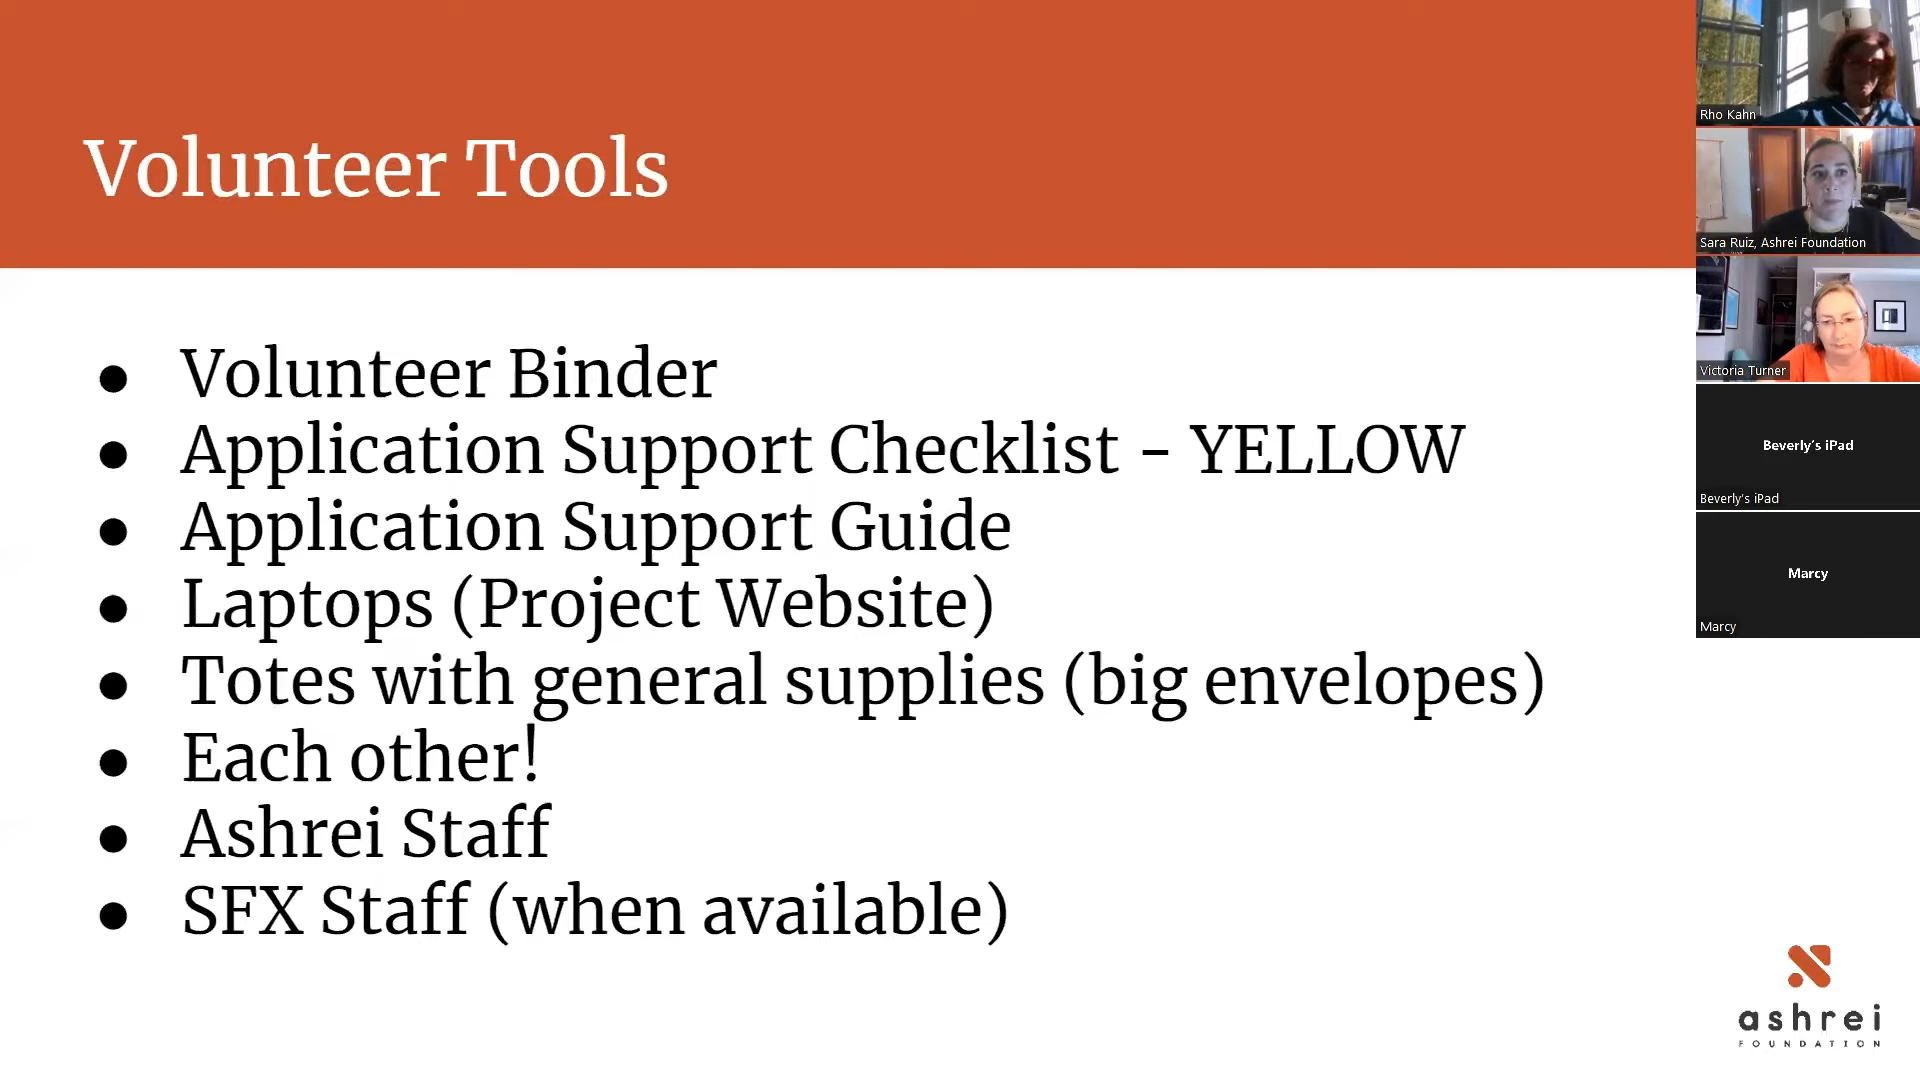 Volunteer Tools
● Volunteer Binder
● Application Support Checklist - YELLOW
● Application Support Guide
● Laptops (Project Website)
● Totes with general supplies (big envelopes)
● Each other!
● Ashrei Staff
● SFX Staff (when available)
Rho Kahn
Sara Ruiz, Ashrei Foundation
Victoria Turner
Beverly's iPad
Beverly's iPad
Marcy
Marcy
ashrei
FOUNDATION